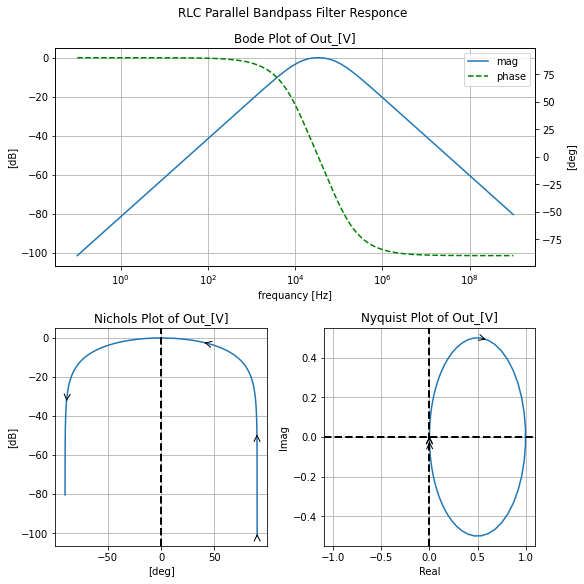 RLC Parallel Bandpass Filter Responce
Bode Plot of Out_[V]
0
−20
−40
−60
−80
−100
[dB]
mag
phase
75
50
25
0
−25
−50
−75
[deg]
10^0
10^2
10^4
10^6
10^8
frequancy [Hz]
Nichols Plot of Out_[V]
0
−20
−40
−60
−80
−100
[dB]
−50
0
50
[deg]
Nyquist Plot of Out_[V]
0.4
0.2
0.0
−0.2
−0.4
Imag
−1.0
−0.5
0.0
0.5
1.0
Real